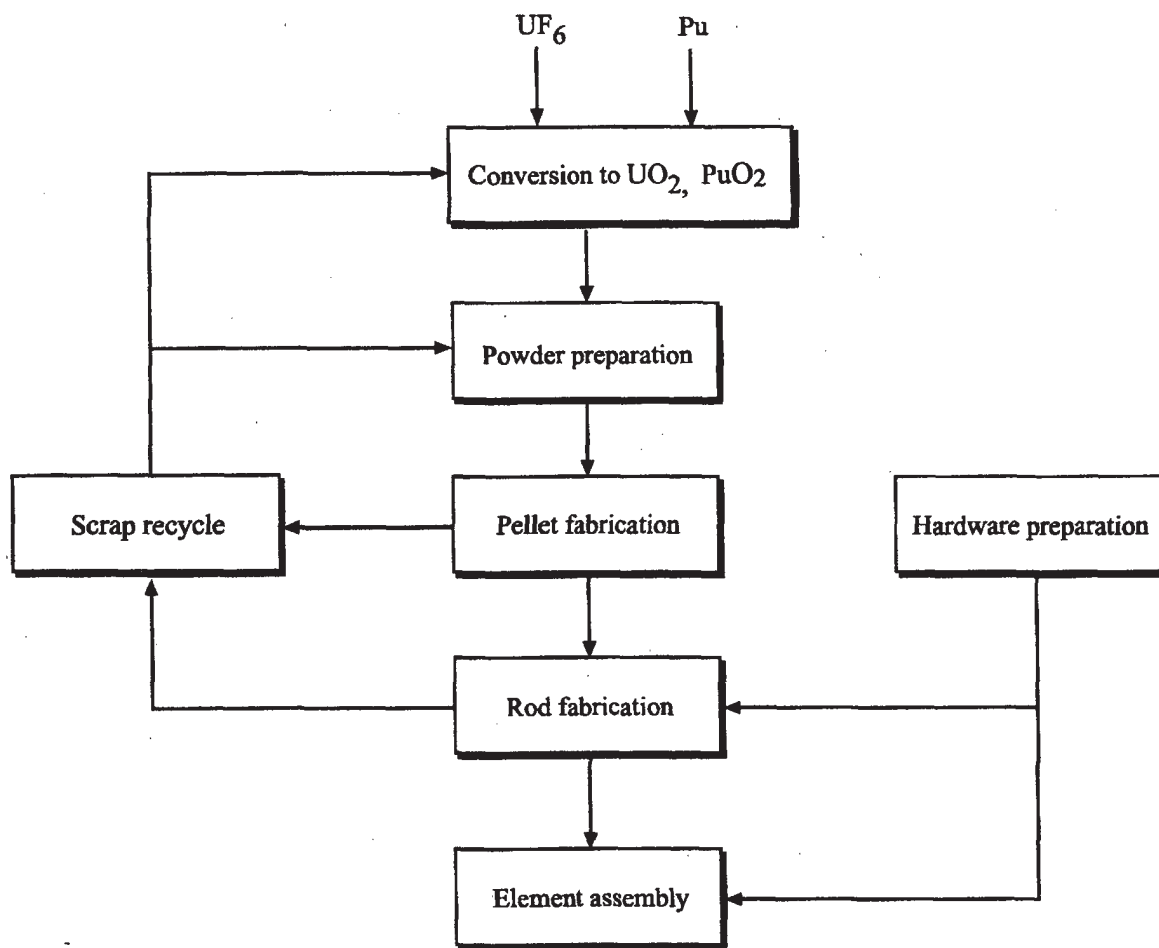 UF6 Pu
Conversion to UO2, PuO2
Powder preparation
Scrap recycle
Pellet fabrication
Hardware preparation
Rod fabrication
Element assembly